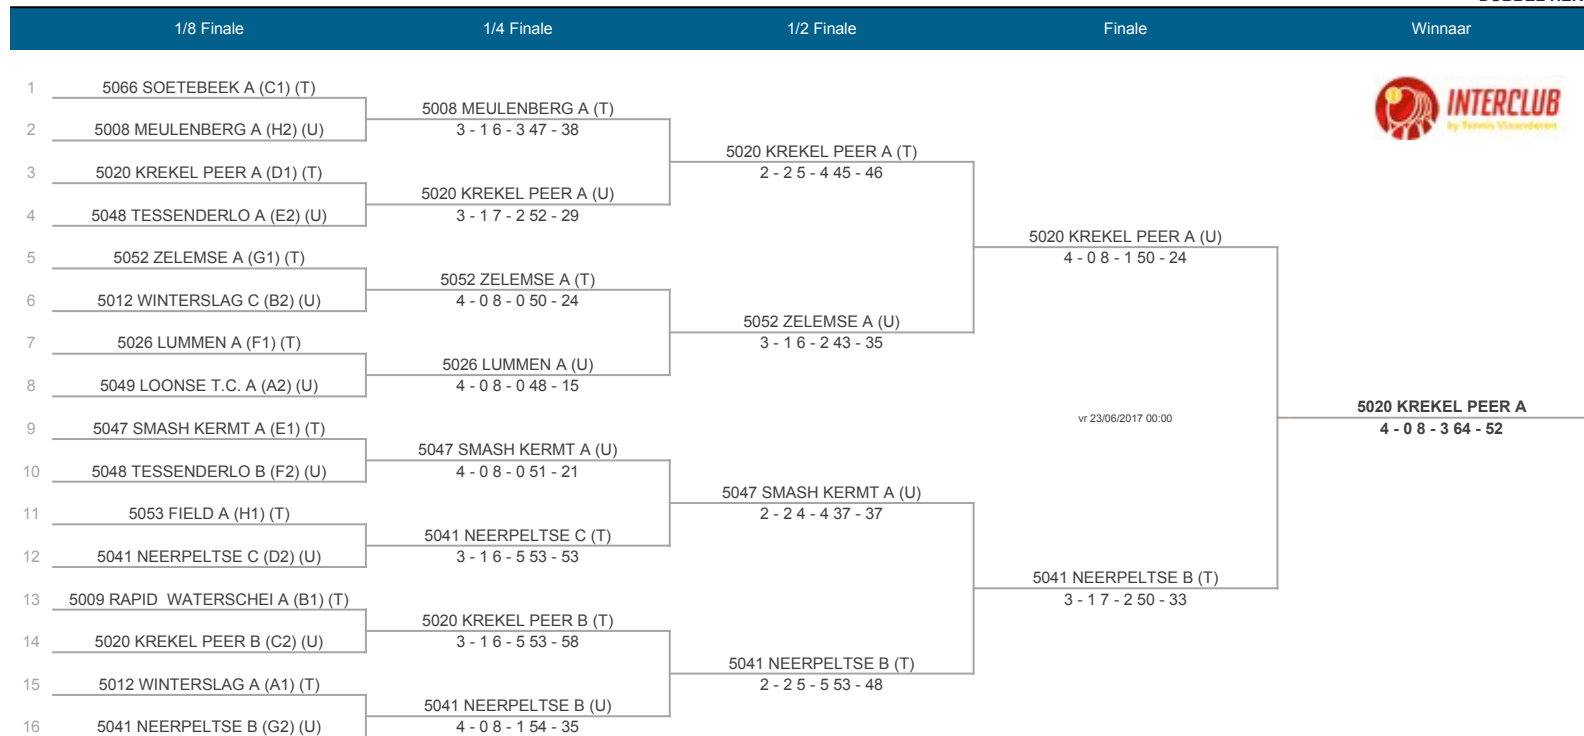 1/8 Finale 1/4 Finale 1/2 Finale Finale Winnaar
INTERCLUB
by Tennis Vlaanderen
1 5066 SOETEBEEK A (C1) (T)
5008 MEULENBERG A (T)
3 - 1 6 - 3 47 - 38
2 5008 MEULENBERG A (H2) (U)
5020 KREKEL PEER A (T)
2 - 2 5 - 4 45 - 46
3 5020 KREKEL PEER A (D1) (T)
5020 KREKEL PEER A (U)
3 - 1 7 - 2 52 - 29
4 5048 TESSENDERLO A (E2) (U)
5020 KREKEL PEER A (U)
4 - 0 8 - 1 50 - 24
5 5052 ZELEMSE A (G1) (T)
5052 ZELEMSE A (T)
4 - 0 8 - 0 50 - 24
6 5012 WINTERSLAG C (B2) (U)
5052 ZELEMSE A (U)
3 - 1 6 - 2 43 - 35
7 5026 LUMMEN A (F1) (T)
5026 LUMMEN A (U)
4 - 0 8 - 0 48 - 15
8 5049 LOONSE T.C. A (A2) (U)
vr 23/06/2017 00:00
5020 KREKEL PEER A
4 - 0 8 - 3 64 - 52
9 5047 SMASH KERMT A (E1) (T)
5047 SMASH KERMT A (U)
4 - 0 8 - 0 51 - 21
10 5048 TESSENDERLO B (F2) (U)
5047 SMASH KERMT A (U)
2 - 2 4 - 4 37 - 37
11 5053 FIELD A (H1) (T)
5041 NEERPELTSE C (T)
3 - 1 6 - 5 53 - 53
12 5041 NEERPELTSE C (D2) (U)
5041 NEERPELTSE B (T)
3 - 1 7 - 2 50 - 33
13 5009 RAPID WATERSCHEI A (B1) (T)
5020 KREKEL PEER B (T)
3 - 1 6 - 5 53 - 58
14 5020 KREKEL PEER B (C2) (U)
5041 NEERPELTSE B (T)
2 - 2 5 - 5 53 - 48
15 5012 WINTERSLAG A (A1) (T)
5041 NEERPELTSE B (U)
4 - 0 8 - 1 54 - 35
16 5041 NEERPELTSE B (G2) (U)